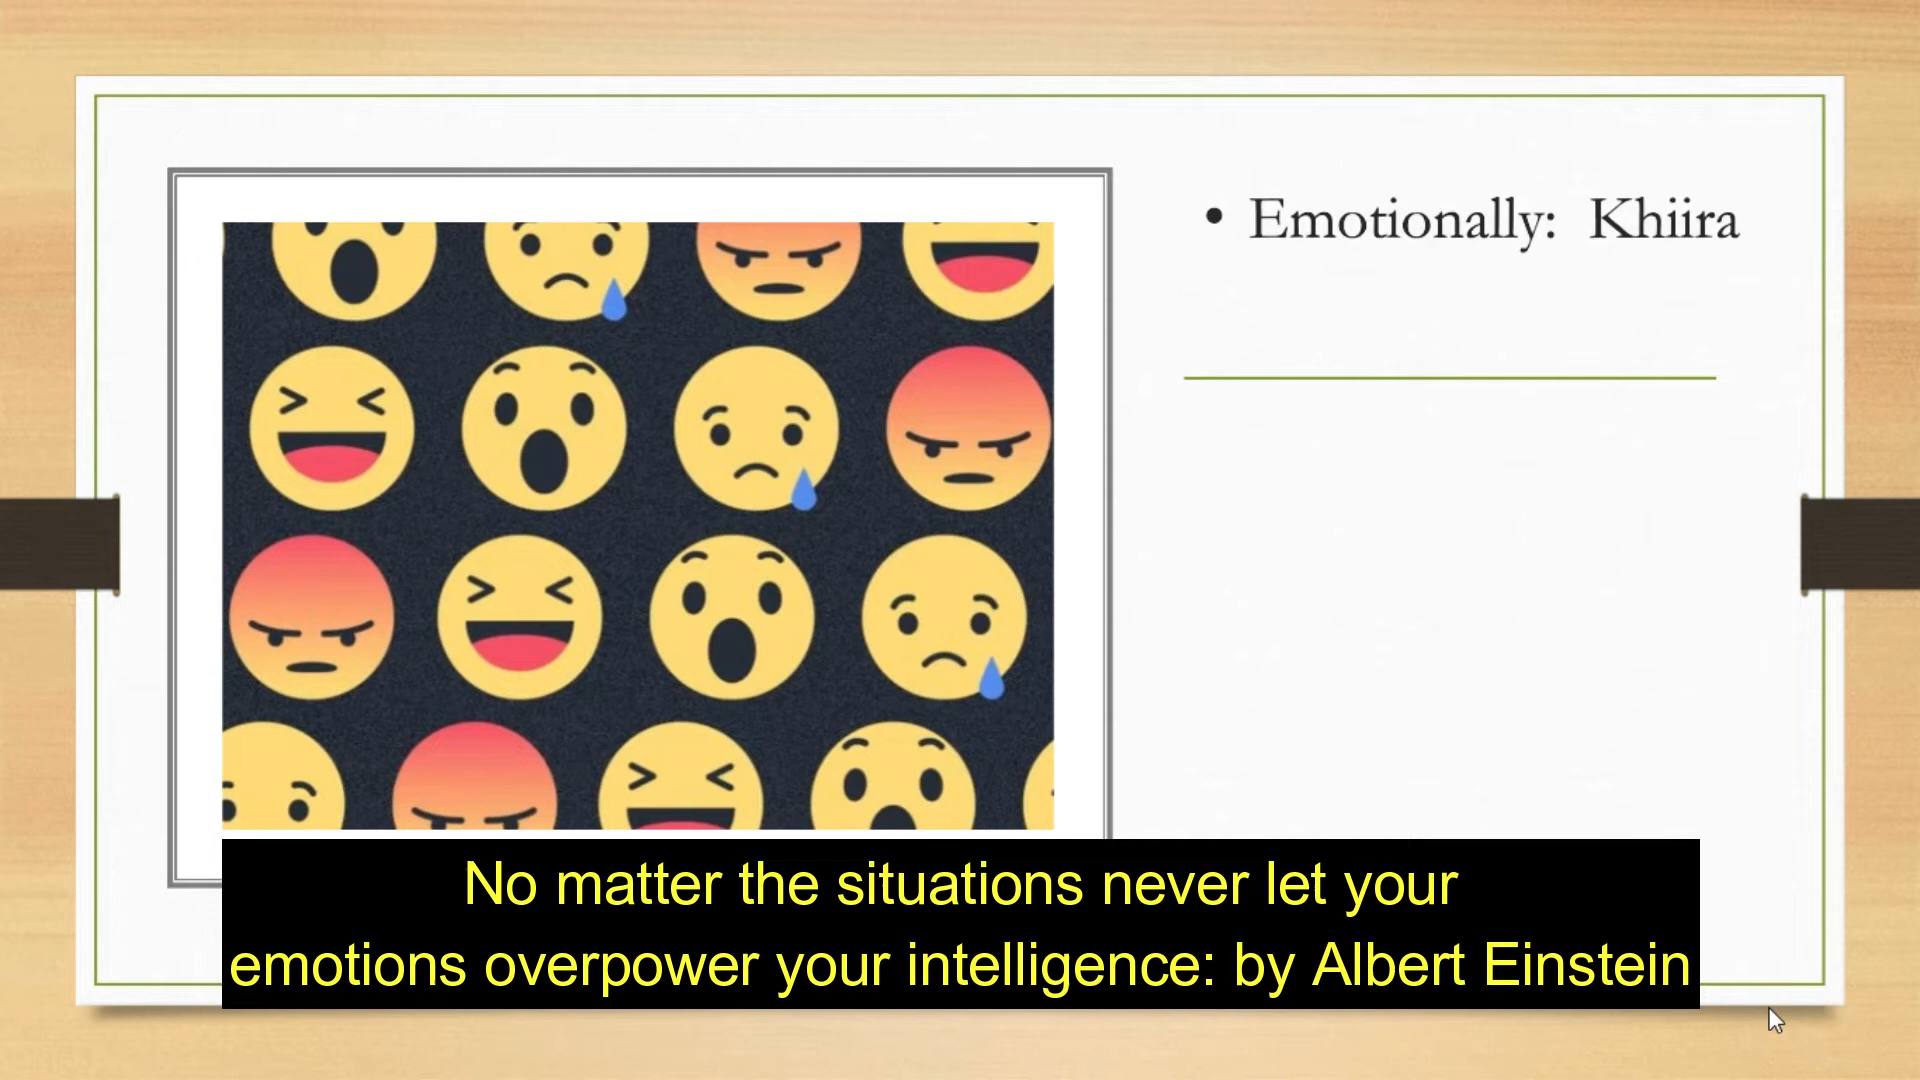 • Emotionally:  Khiira
No matter the situations never let your
emotions overpower your intelligence: by Albert Einstein